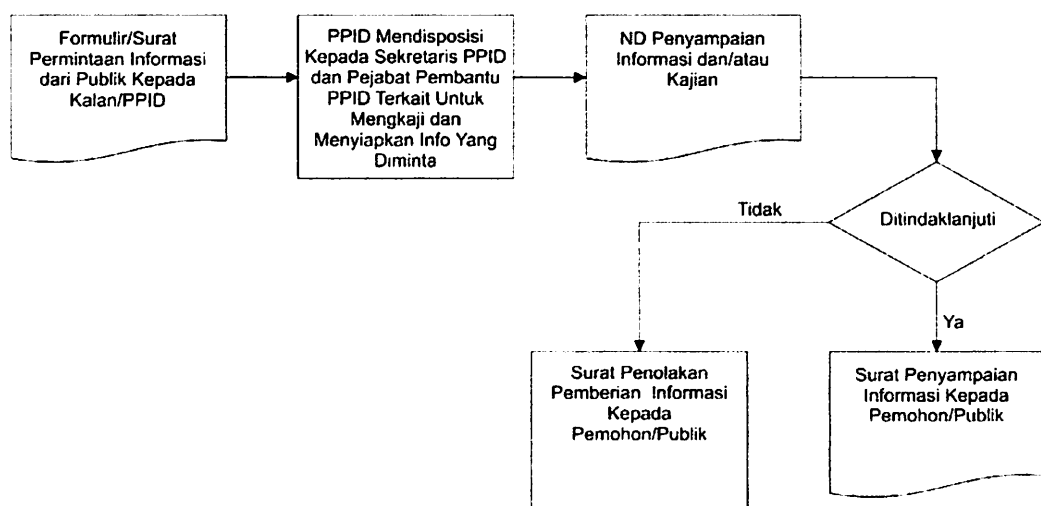 Formulir/Surat
Permintaan Informasi
dari Publik Kepada
Kalan/PPID
PPID Mendisposisi
Kepada Sekretaris PPID
dan Pejabat Pembantu
PPID Terkait Untuk
Mengkaji dan
Menyiapkan Info Yang
Diminta
ND Penyampaian
Informasi dan/atau
Kajian
Ditindaklanjuti
Tidak
Ya
Surat Penolakan
Pemberian Informasi
Kepada
Pemohon/Publik
Surat Penyampaian
Informasi Kepada
Pemohon/Publik